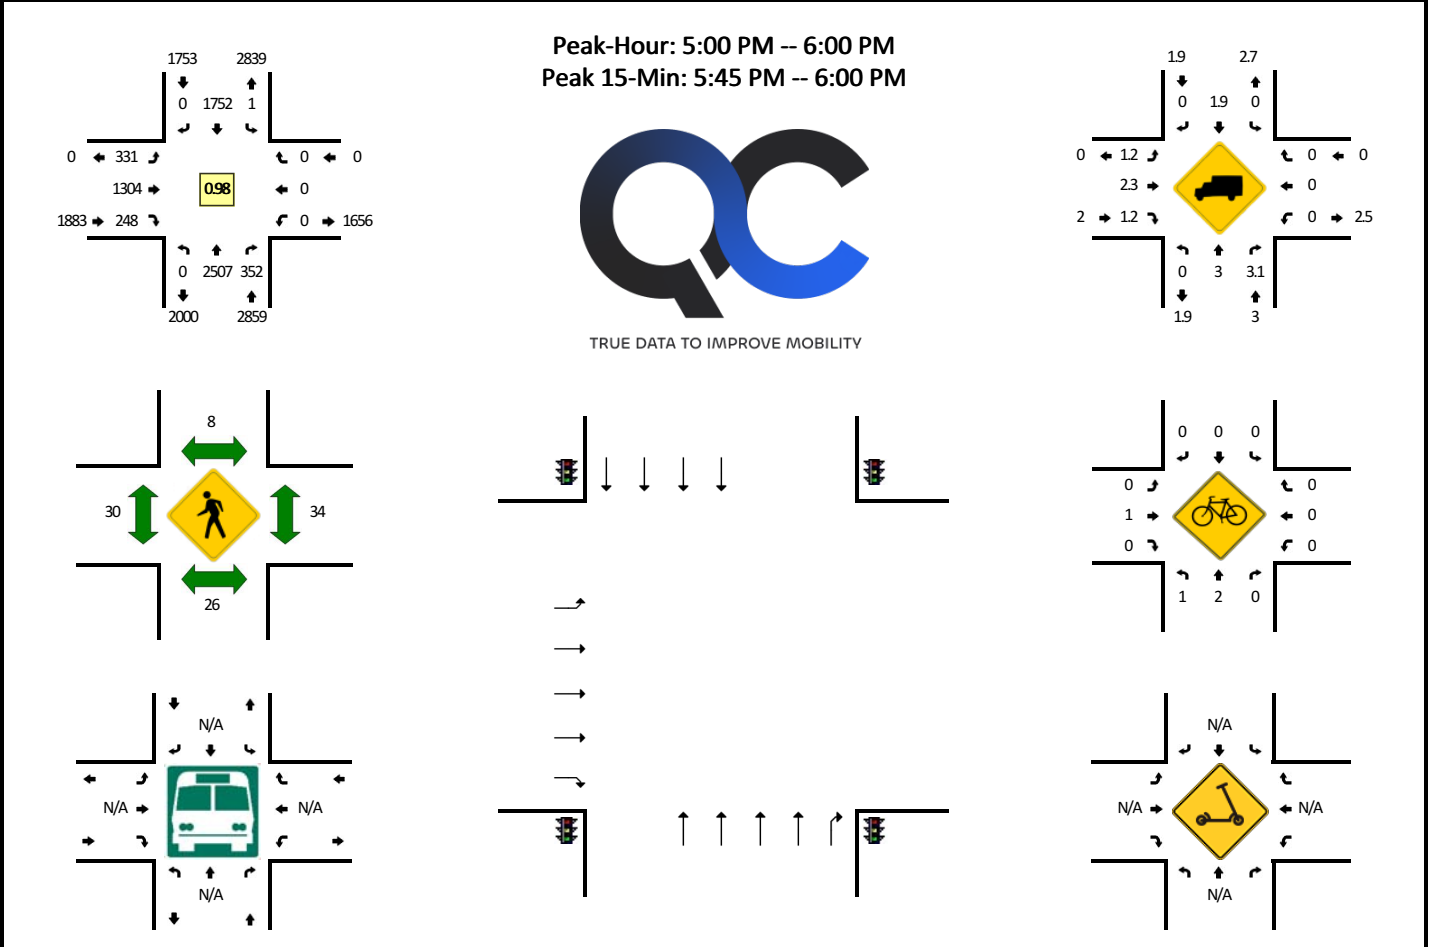 Peak-Hour: 5:00 PM -- 6:00 PM
Peak 15-Min: 5:45 PM -- 6:00 PM
1753 2839
0 1752 1
0 331 0 0
1304 0.98 0
1883 248 0 1656
0 2507 352
2000 2859
QC
TRUE DATA TO IMPROVE MOBILITY
1.9 2.7
0 1.9 0
0 1.2 0 0
2.3 0
2 1.2 0 2.5
0 3 3.1
1.9 3
8
30 34
26
0 0 0
0 0
1 0
0 0
1 2 0
N/A
N/A N/A
N/A
N/A
N/A N/A
N/A